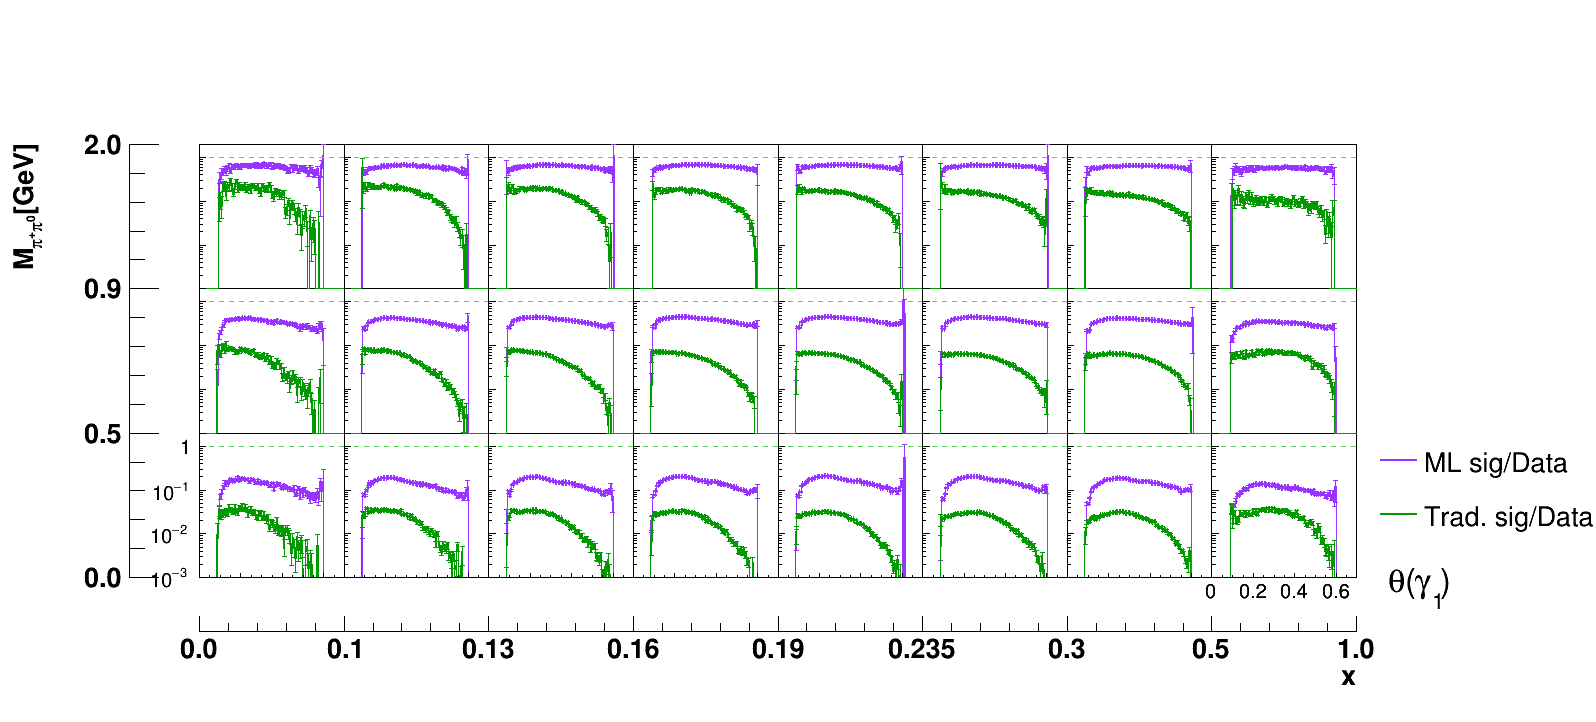 2.0
M π⁺π⁰ [GeV]
0.9
0.5
1
10⁻¹
10⁻²
10⁻³
0.0
ML sig/Data
Trad. sig/Data
0 0.2 0.4 0.6
θ(γ₁)
0.0 0.1 0.13 0.16 0.19 0.235 0.3 0.5 1.0
x